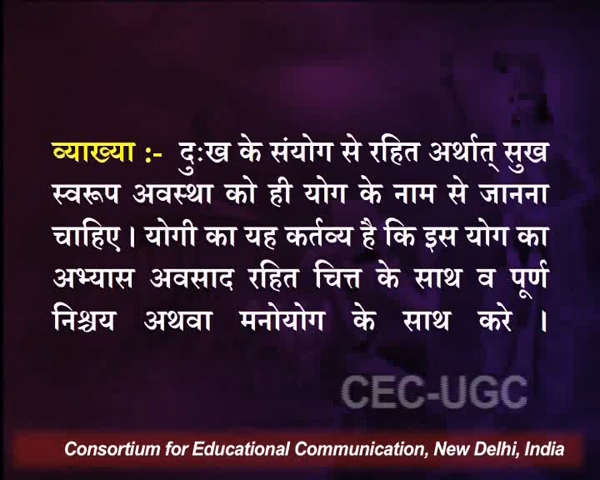 व्याख्या :- दुःख के संयोग से रहित अर्थात् सुख
स्वरूप अवस्था को ही योग के नाम से जानना
चाहिए। योगी का यह कर्तव्य है कि इस योग का
अभ्यास अवसाद रहित चित्त के साथ व पूर्ण
निश्चय अथवा मनोयोग के साथ करे ।
CEC-UGC
Consortium for Educational Communication, New Delhi, India